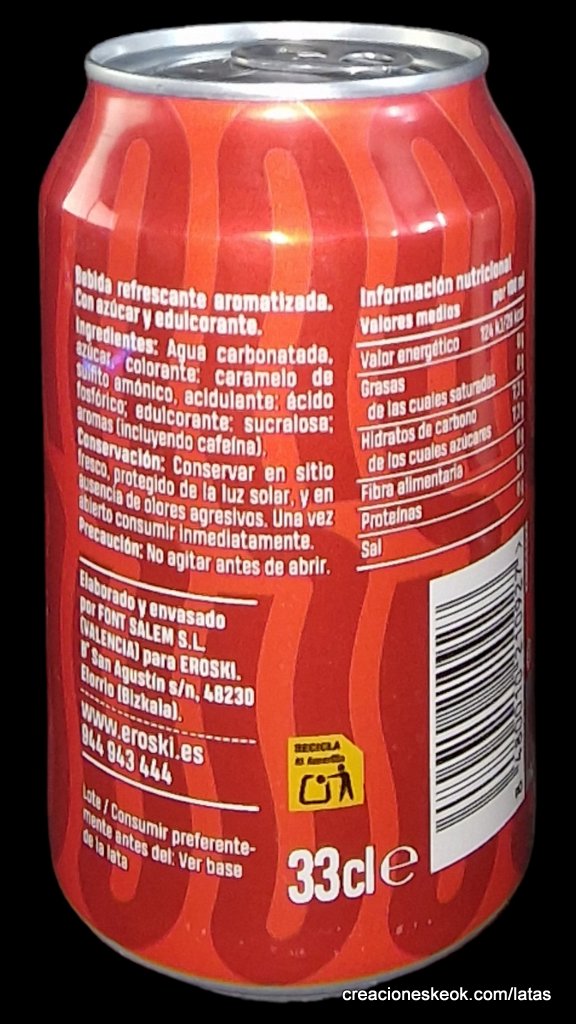 Bebida refrescante aromatizada.
Con azúcar y edulcorante.
Ingredientes: Agua carbonatada,
azúcar, colorante: caramelo de
sulfito amónico, acidulante: ácido
fosfórico; edulcorante: sucralosa;
aromas (incluyendo cafeína).
Conservación: Conservar en sitio
fresco, protegido de la luz solar, y en
ausencia de olores agresivos. Una vez
abierto consumir inmediatamente.
Precaución: No agitar antes de abrir.
Elaborado y envasado
por FONT SALEM S.L.
(VALENCIA) para EROSKI.
Bº San Agustín s/n, 48230
Elorrio (Bizkaia).
www.eroski.es
944 943 444
Lote / Consumir preferente-
mente antes del: Ver base
de la lata
Información nutricional
Valores medios por 100 ml
Valor energético
Grasas
de las cuales saturadas
Hidratos de carbono
de los cuales azúcares
Fibra alimentaria
Proteínas
Sal
RECICLA
Al Amarillo
33cl e
creacioneskeok.com/latas